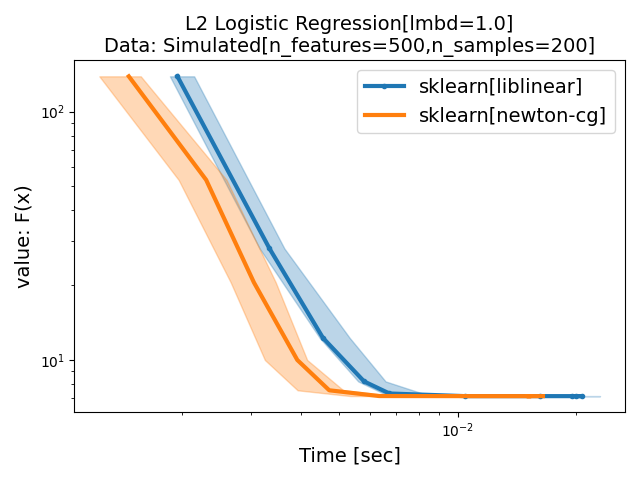 L2 Logistic Regression[lmbd=1.0]
Data: Simulated[n_features=500,n_samples=200]
sklearn[liblinear]
sklearn[newton-cg]
value: F(x)
10²
10¹
10⁻²
Time [sec]